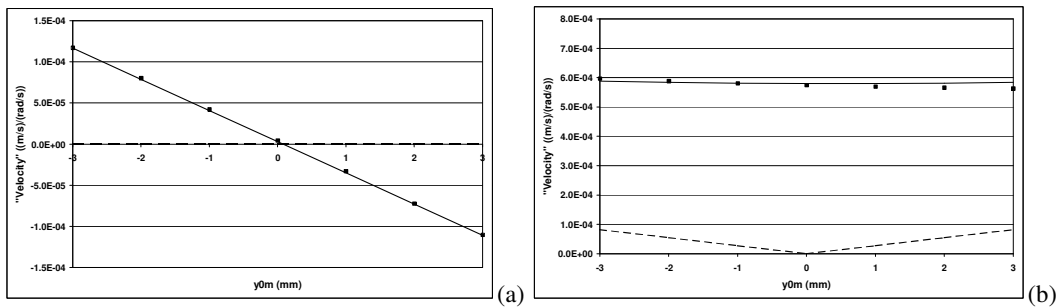 1.5E-04
1.0E-04
5.0E-05
0.0E+00
-5.0E-05
-1.0E-04
-1.5E-04
-3 -2 -1 0 1 2 3
"Velocity" ((m/s)/(rad/s))
y0m (mm)
(a)
8.0E-04
7.0E-04
6.0E-04
5.0E-04
4.0E-04
3.0E-04
2.0E-04
1.0E-04
0.0E+00
-3 -2 -1 0 1 2 3
"Velocity" ((m/s)/(rad/s))
y0m (mm)
(b)